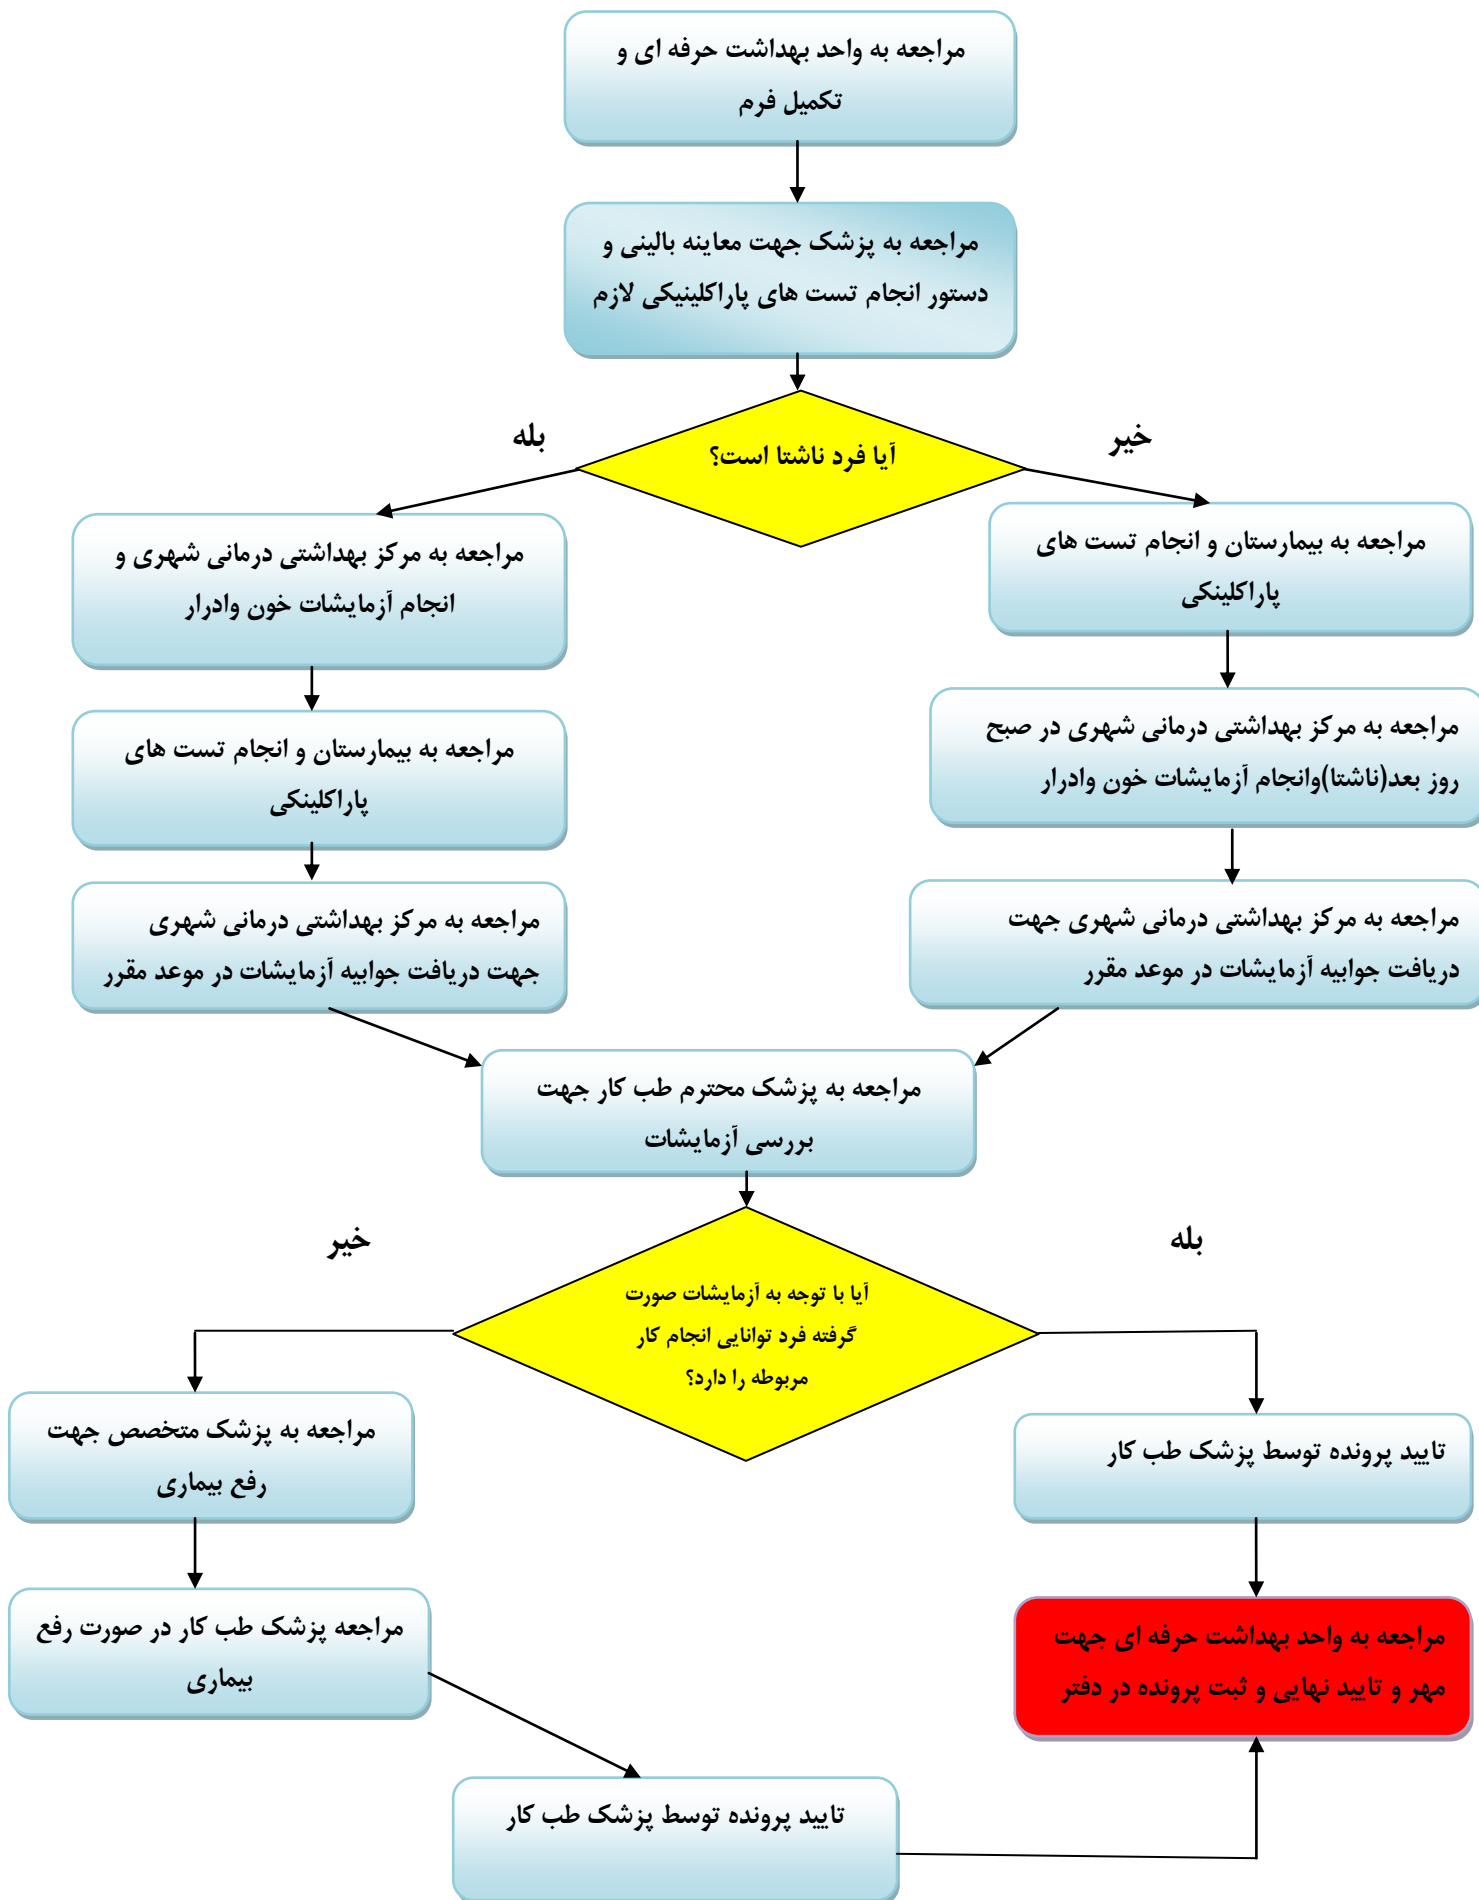 مراجعه به واحد بهداشت حرفه ای و
تکمیل فرم
مراجعه به پزشک جهت معاینه بالینی و
دستور انجام تست های پاراکلینیکی لازم
آیا فرد ناشتا است؟
خیر
بله
مراجعه به بیمارستان و انجام تست های
پاراکلینکی
مراجعه به مرکز بهداشتی درمانی شهری در صبح
روز بعد(ناشتا)وانجام آزمایشات خون وادرار
مراجعه به مرکز بهداشتی درمانی شهری جهت
دریافت جوابیه آزمایشات در موعد مقرر
مراجعه به مرکز بهداشتی درمانی شهری و
انجام آزمایشات خون وادرار
مراجعه به بیمارستان و انجام تست های
پاراکلینکی
مراجعه به مرکز بهداشتی درمانی شهری
جهت دریافت جوابیه آزمایشات در موعد مقرر
مراجعه به پزشک محترم طب کار جهت
بررسی آزمایشات
آیا با توجه به آزمایشات صورت
گرفته فرد توانایی انجام کار
مربوطه را دارد؟
بله
خیر
تایید پرونده توسط پزشک طب کار
مراجعه به واحد بهداشت حرفه ای جهت
مهر و تایید نهایی و ثبت پرونده در دفتر
مراجعه به پزشک متخصص جهت
رفع بیماری
مراجعه پزشک طب کار در صورت رفع
بیماری
تایید پرونده توسط پزشک طب کار